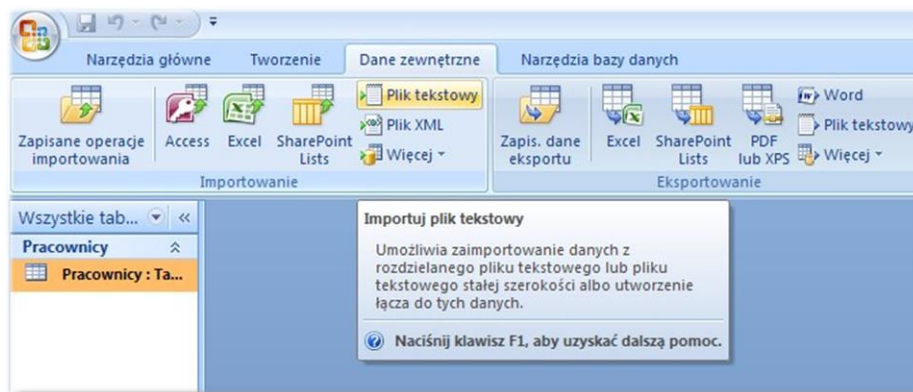 Narzędzia główne Tworzenie Dane zewnętrzne Narzędzia bazy danych
Zapisane operacje importowania
Access
Excel
SharePoint Lists
Plik tekstowy
Plik XML
Więcej
Importowanie
Zapis. dane eksportu
Excel
SharePoint Lists
PDF lub XPS
Word
Plik tekstowy
Więcej
Eksportowanie
Wszystkie tab...
Pracownicy
Pracownicy : Ta...
Importuj plik tekstowy
Umożliwia zaimportowanie danych z
rozdzielanego pliku tekstowego lub pliku
tekstowego stałej szerokości albo utworzenie
łącza do tych danych.
Naciśnij klawisz F1, aby uzyskać dalszą pomoc.